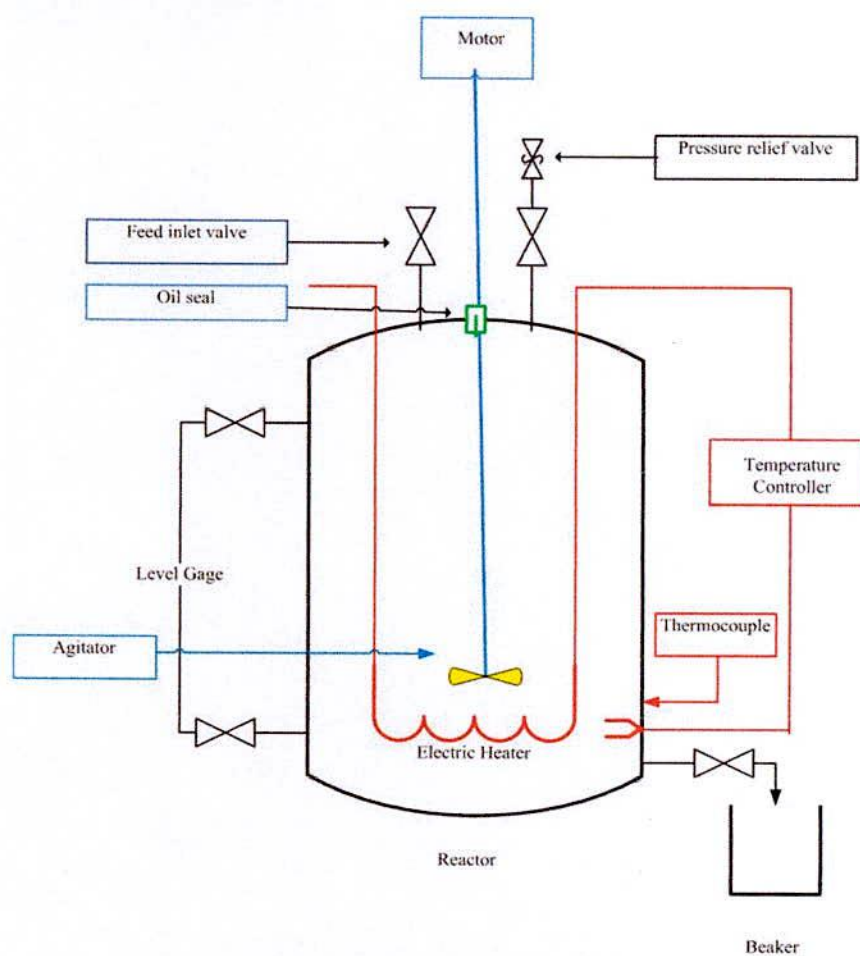 Motor
Pressure relief valve
Feed inlet valve
Oil seal
Temperature
Controller
Level Gage
Thermocouple
Agitator
Electric Heater
Reactor
Beaker